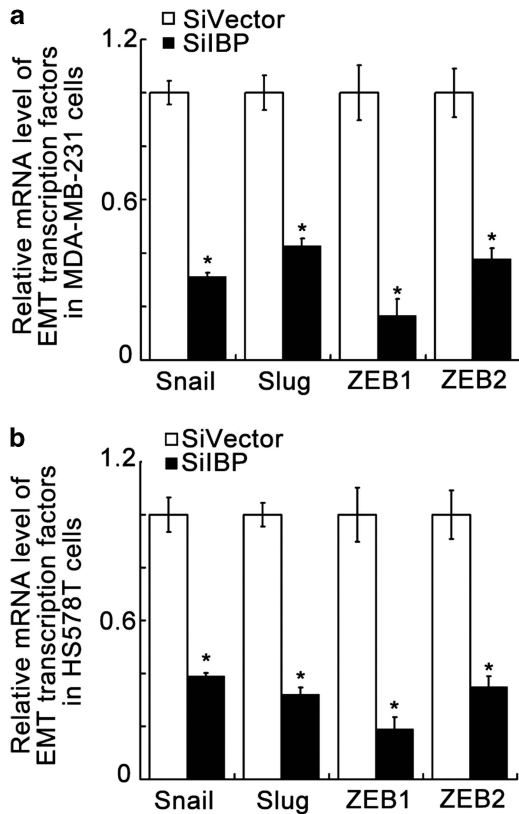 a
SiVector
SiIBP
Relative mRNA level of
EMT transcription factors
in MDA-MB-231 cells
1.2
0.6
0
* * * *
Snail Slug ZEB1 ZEB2
b
SiVector
SiIBP
Relative mRNA level of
EMT transcription factors
in HS578T cells
1.2
0.6
0
* * * *
Snail Slug ZEB1 ZEB2